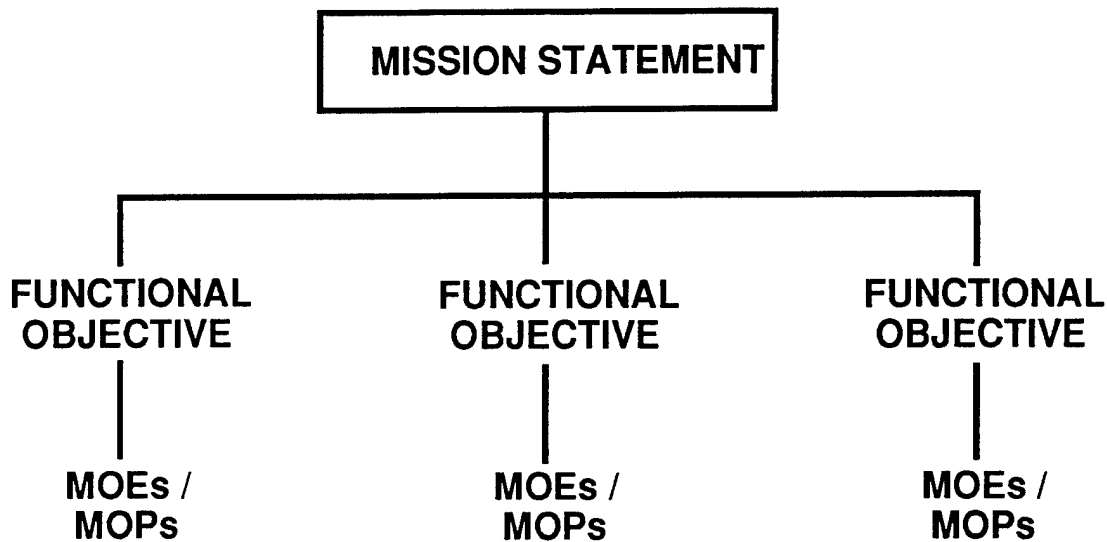 MISSION STATEMENT
FUNCTIONAL
OBJECTIVE
FUNCTIONAL
OBJECTIVE
FUNCTIONAL
OBJECTIVE
MOEs /
MOPs
MOEs /
MOPs
MOEs /
MOPs